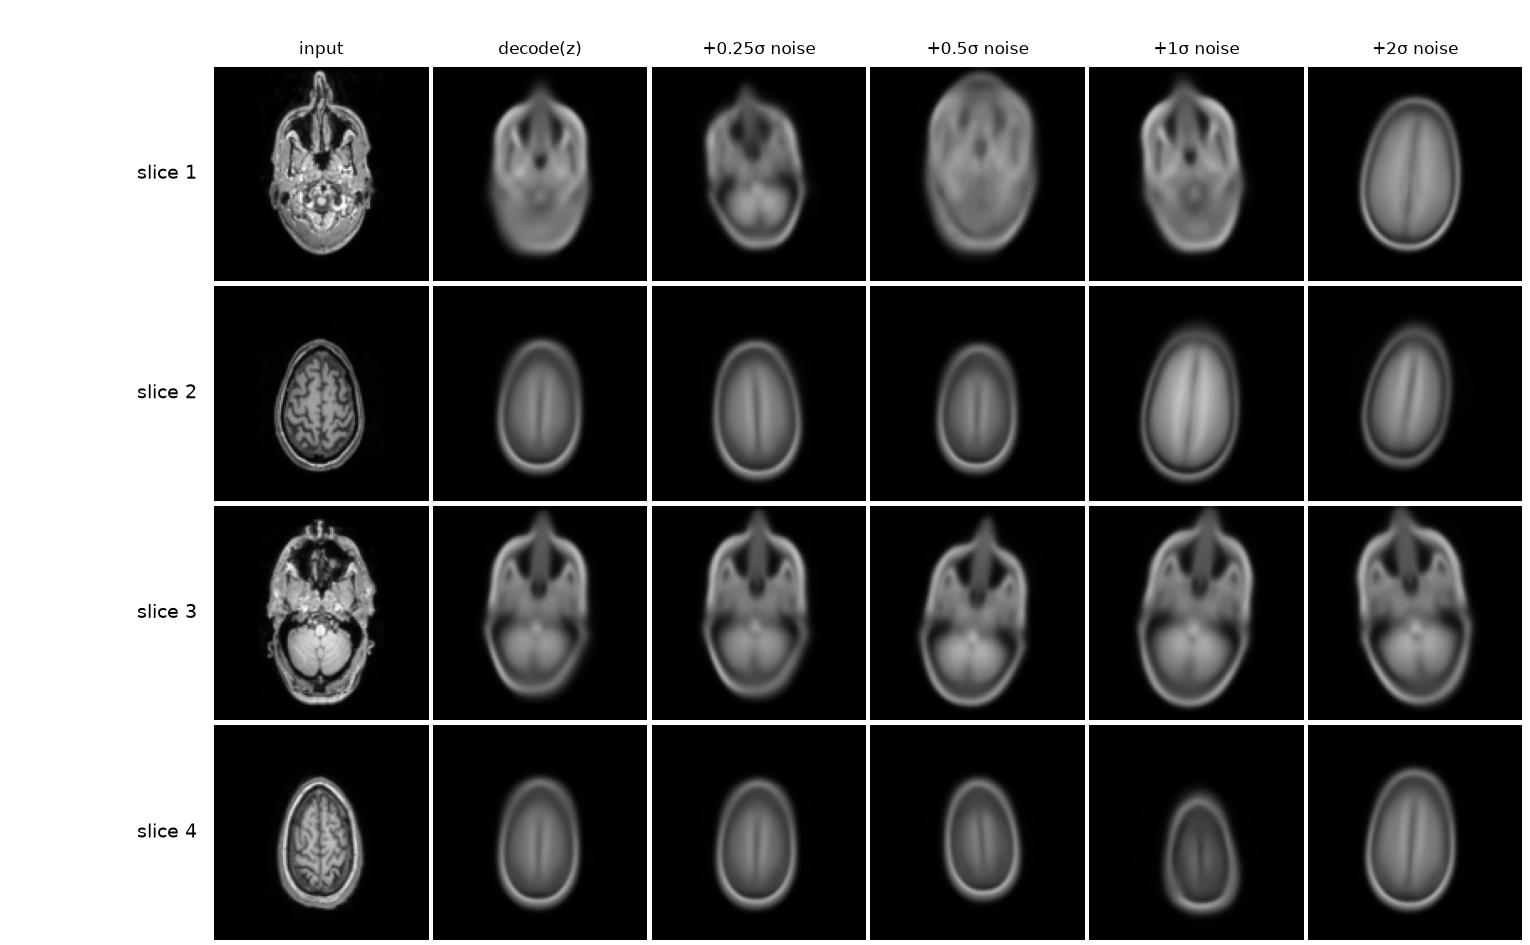 input decode(z) +0.25σ noise +0.5σ noise +1σ noise +2σ noise
slice 1
slice 2
slice 3
slice 4